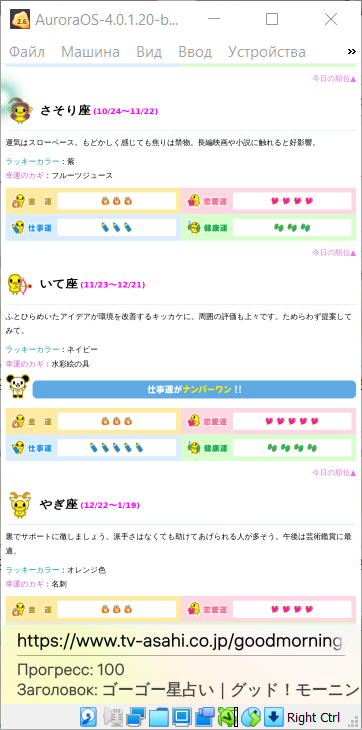 AuroraOS-4.0.1.20-b...
Файл Машина Вид Ввод Устройства »
今日の順位▲
さそり座 (10/24〜11/22)
運気はスローペース。もどかしく感じても焦りは禁物。長編映画や小説に触れると好影響。
ラッキーカラー：紫
幸運のカギ：フルーツジュース
金運 恋愛運
仕事運 健康運
今日の順位▲
いて座 (11/23〜12/21)
ふとひらめいたアイデアが環境を改善するキッカケに。周囲の評価も上々です。ためらわず提案して
みて。
ラッキーカラー：ネイビー
幸運のカギ：水彩絵の具
仕事運がナンバーワン!!
金運 恋愛運
仕事運 健康運
今日の順位▲
やぎ座 (12/22〜1/19)
裏でサポートに徹しましょう。派手さはなくても助けてあげられる人が多そう。午後は芸術鑑賞に最
適。
ラッキーカラー：オレンジ色
幸運のカギ：名刺
金運 恋愛運
https://www.tv-asahi.co.jp/goodmorning
Прогресс: 100
Заголовок: ゴーゴー星占い｜グッド！モーニン
Right Ctrl